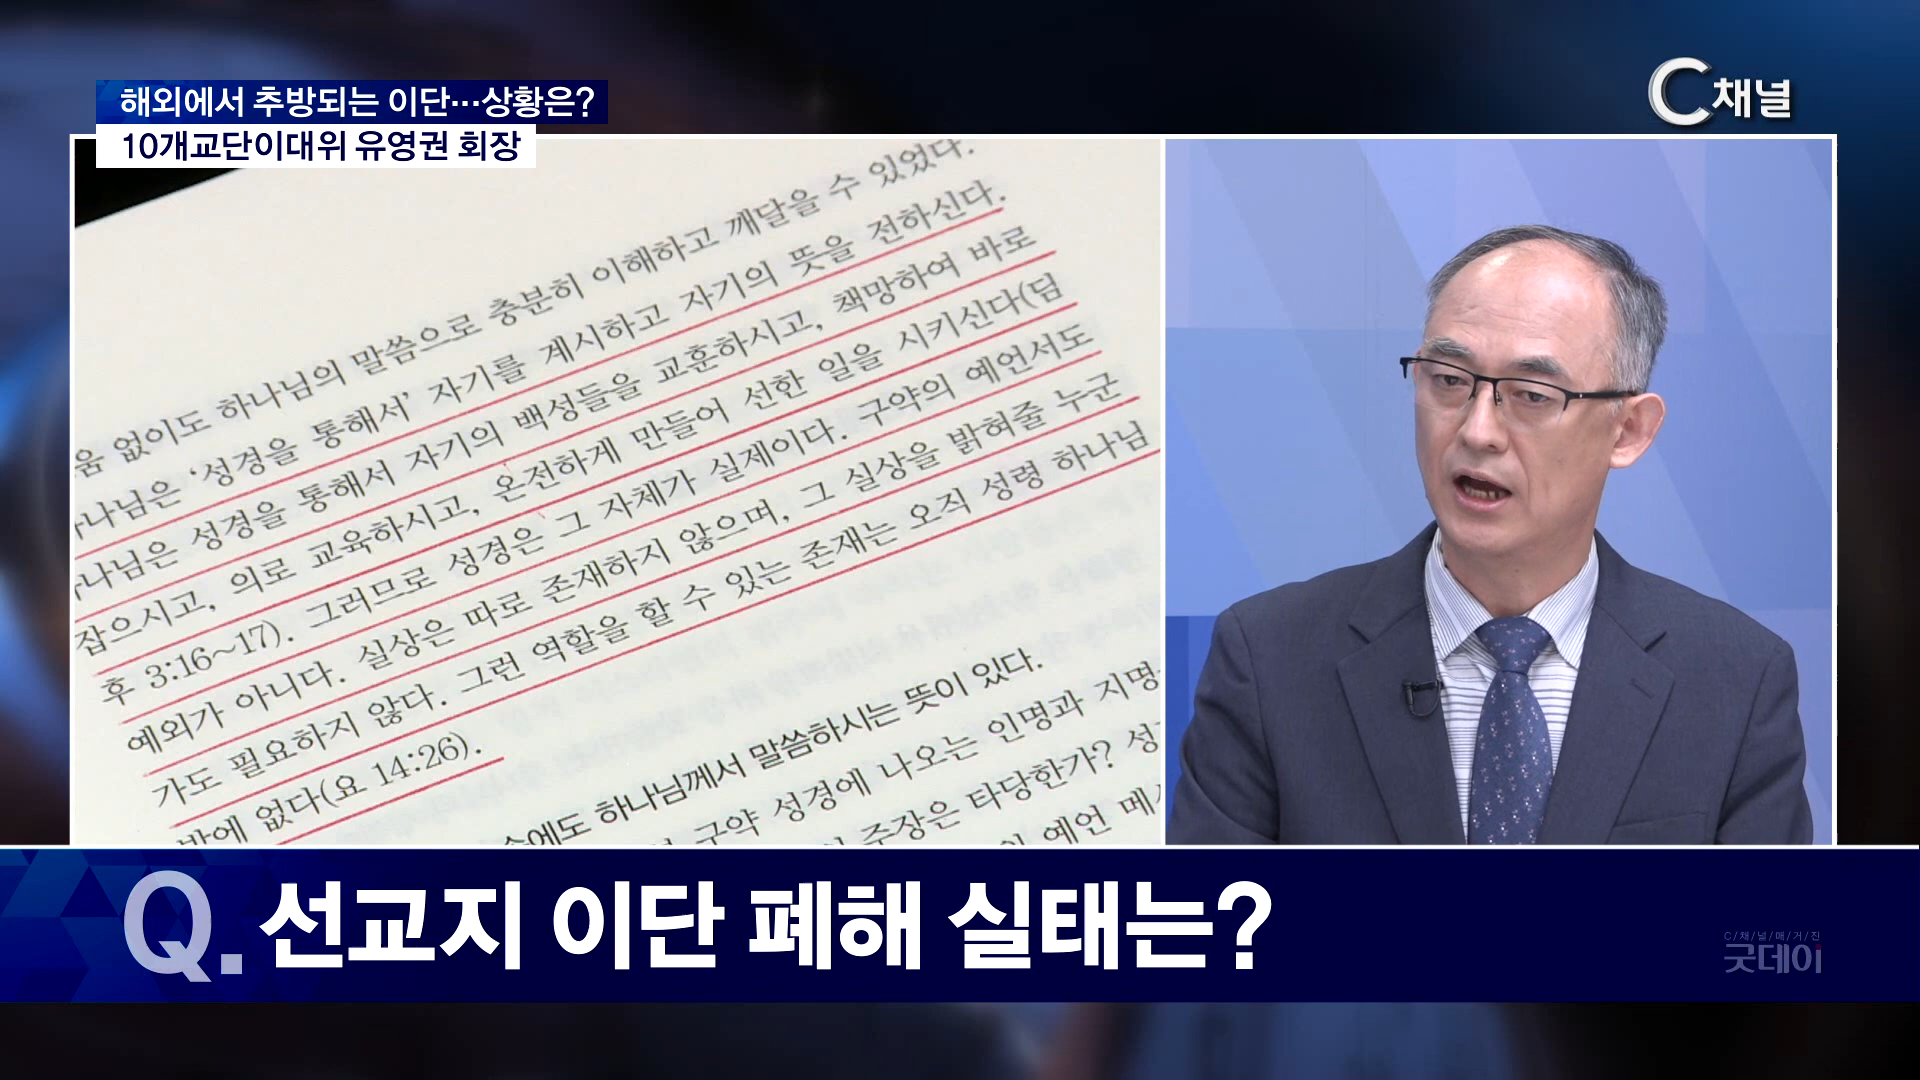 해외에서 추방되는 이단···상황은?
10개교단이대위 유영권 회장
C채널
없이도 하나님의 말씀으로 충분히 이해하고 깨달을 수 있었다.
하나님은 ‘성경을 통해서’ 자기를 계시하고 자기의 뜻을 전하신다.
하나님은 성경을 통해서 자기의 백성들을 교훈하시고, 책망하여 바로
잡으시고, 의로 교육하시고, 온전하게 만들어 선한 일을 시키신다(딤
후 3:16~17). 그러므로 성경은 그 자체가 실제이다. 구약의 예언서도
예외가 아니다. 실상은 따로 존재하지 않으며, 그 실상을 밝혀줄 누군
가도 필요하지 않다. 그런 역할을 할 수 있는 존재는 오직 성령 하나님
밖에 없다(요 14:26).
하나님께서 말씀하시는 뜻이 있다.
구약 성경에 나오는 인명과 지명
주장은 타당한가? 성
예언 메
Q. 선교지 이단 폐해 실태는?
C/채/널/매/거/진
굿데이